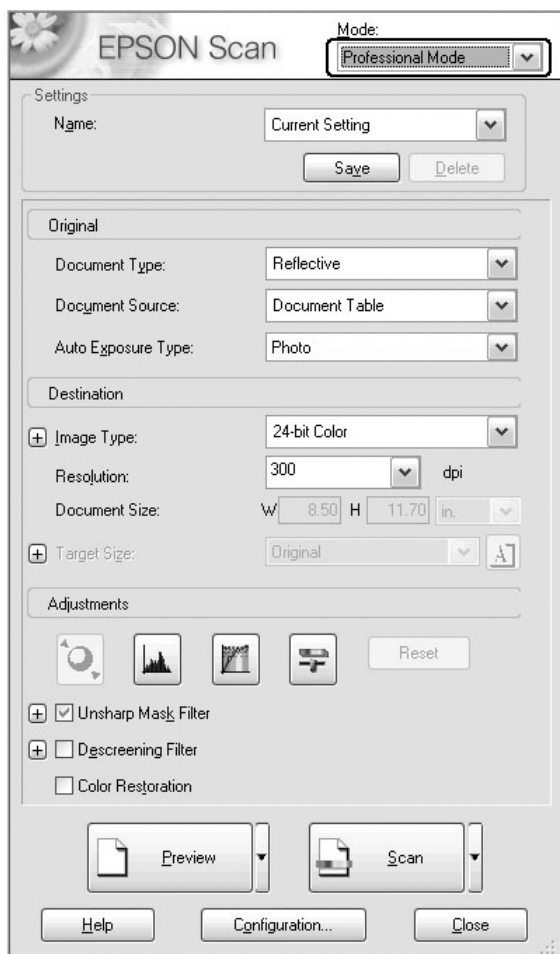 Mode:
EPSON Scan
Professional Mode
Settings
Name: Current Setting
Save Delete
Original
Document Type: Reflective
Document Source: Document Table
Auto Exposure Type: Photo
Destination
Image Type: 24-bit Color
Resolution: 300 dpi
Document Size: W 8.50 H 11.70 in.
Target Size: Original A
Adjustments
Reset
Unsharp Mask Filter
Descreening Filter
Color Restoration
Preview Scan
Help Configuration... Close